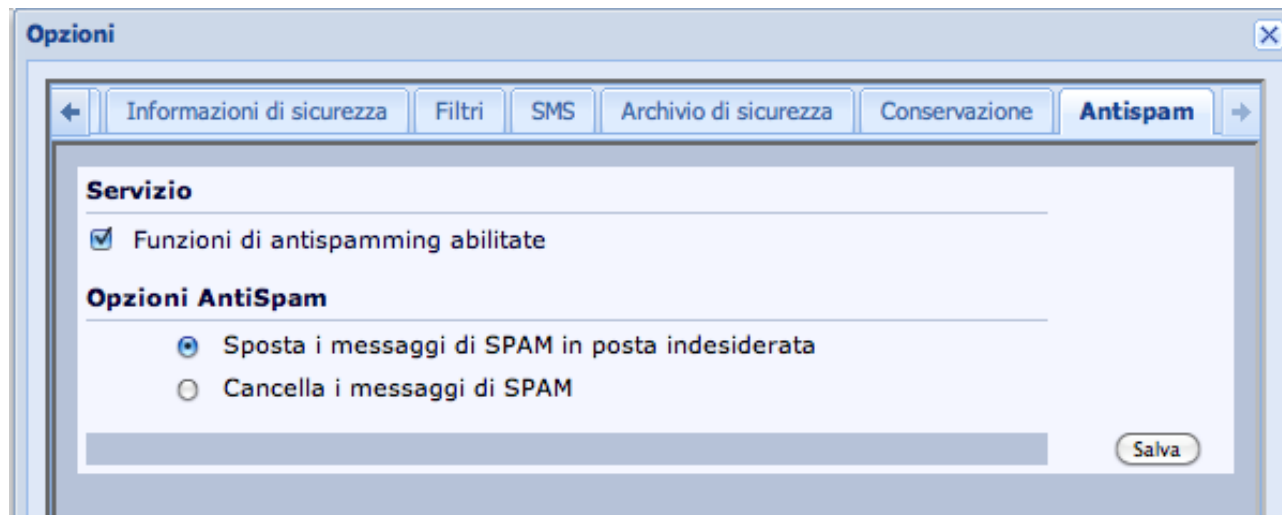 Opzioni
Informazioni di sicurezza Filtri SMS Archivio di sicurezza Conservazione Antispam
Servizio
Funzioni di antispamming abilitate
Opzioni AntiSpam
Sposta i messaggi di SPAM in posta indesiderata
Cancella i messaggi di SPAM
Salva